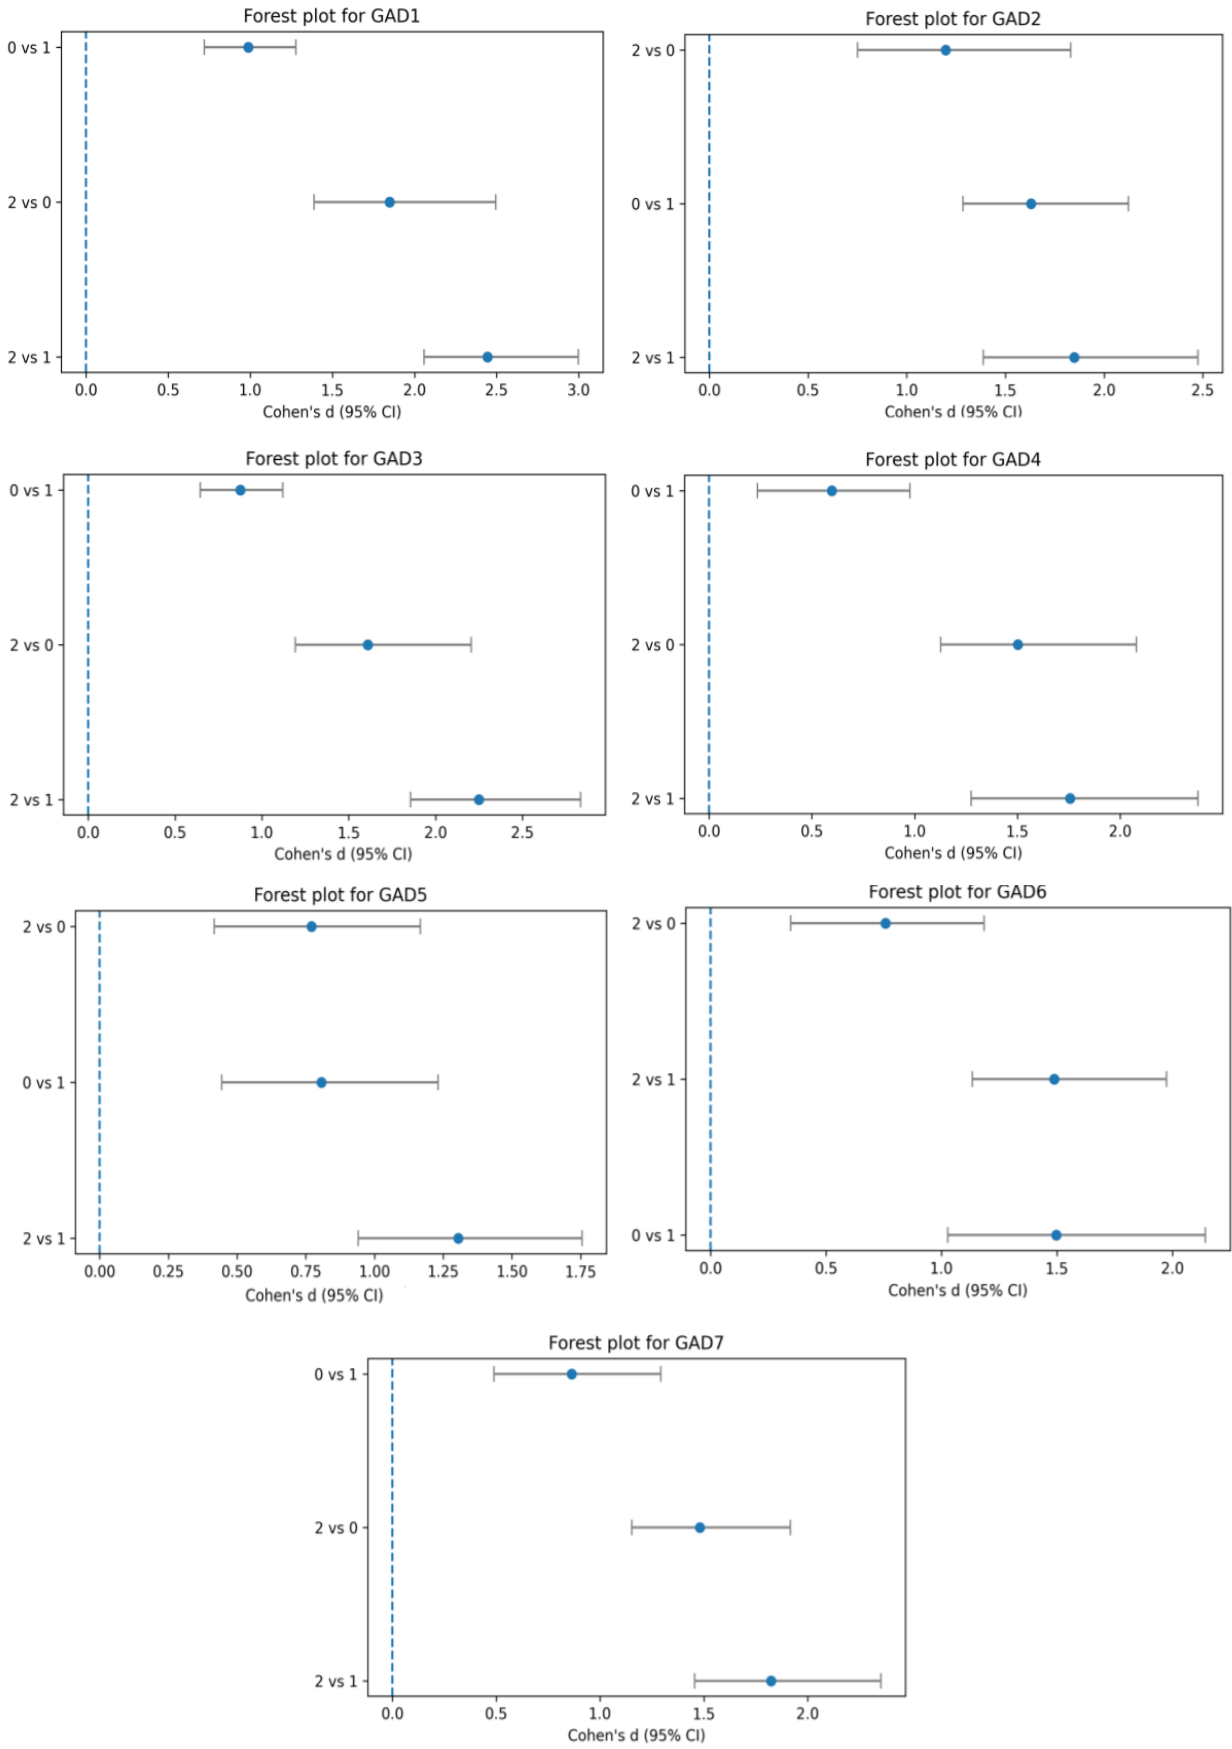 Forest plot for GAD1
0 vs 1
2 vs 0
2 vs 1
0.0 0.5 1.0 1.5 2.0 2.5 3.0
Cohen's d (95% CI)
Forest plot for GAD2
2 vs 0
0 vs 1
2 vs 1
0.0 0.5 1.0 1.5 2.0 2.5
Cohen's d (95% CI)
Forest plot for GAD3
0 vs 1
2 vs 0
2 vs 1
0.0 0.5 1.0 1.5 2.0 2.5
Cohen's d (95% CI)
Forest plot for GAD4
0 vs 1
2 vs 0
2 vs 1
0.0 0.5 1.0 1.5 2.0
Cohen's d (95% CI)
Forest plot for GAD5
2 vs 0
0 vs 1
2 vs 1
0.00 0.25 0.50 0.75 1.00 1.25 1.50 1.75
Cohen's d (95% CI)
Forest plot for GAD6
2 vs 0
2 vs 1
0 vs 1
0.0 0.5 1.0 1.5 2.0
Cohen's d (95% CI)
Forest plot for GAD7
0 vs 1
2 vs 0
2 vs 1
0.0 0.5 1.0 1.5 2.0
Cohen's d (95% CI)